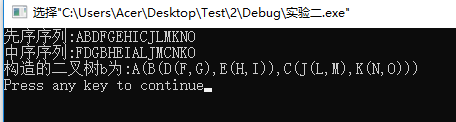 选择"C:\Users\Acer\Desktop\Test\2\Debug\实验二.exe"
先序序列:ABDFGEHICJLMKNO
中序序列:FDGBHEIALJMCNKO
构造的二叉树b为:A(B(D(F,G),E(H,I)),C(J(L,M),K(N,O)))
Press any key to continue